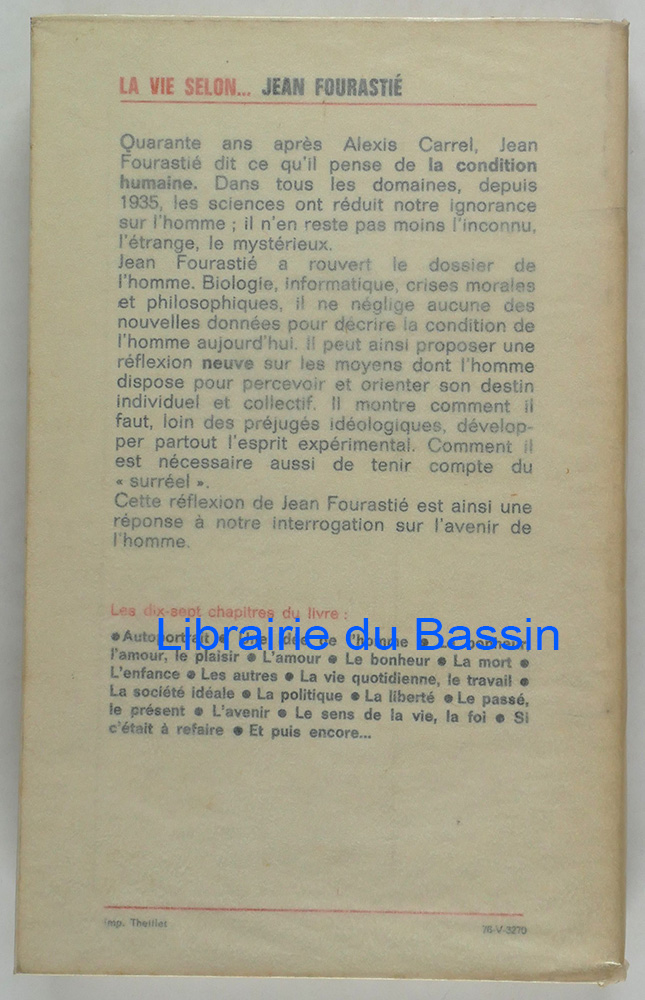 LA VIE SELON... JEAN FOURASTIÉ
Quarante ans après Alexis Carrel, Jean
Fourastié dit ce qu'il pense de la condition
humaine. Dans tous les domaines, depuis
1935, les sciences ont réduit notre ignorance
sur l'homme ; il n'en reste pas moins l'inconnu,
l'étrange, le mystérieux.
Jean Fourastié a rouvert le dossier de
l'homme. Biologie, informatique, crises morales
et philosophiques, il ne néglige aucune des
nouvelles données pour décrire la condition de
l'homme aujourd'hui. Il peut ainsi proposer une
réflexion neuve sur les moyens dont l'homme
dispose pour percevoir et orienter son destin
individuel et collectif. Il montre comment il
faut, loin des préjugés idéologiques, dévelop-
per partout l'esprit expérimental. Comment il
est nécessaire aussi de tenir compte du
« surréel ».
Cette réflexion de Jean Fourastié est ainsi une
réponse à notre interrogation sur l'avenir de
l'homme.
Les dix-sept chapitres du livre :
Librairie du Bassin
● Autoportrait ● Une idée de l'homme ● Le bonheur,
l'amour, le plaisir ● L'amour ● Le bonheur ● La mort ●
L'enfance ● Les autres ● La vie quotidienne, le travail ●
La société idéale ● La politique ● La liberté ● Le passé,
le présent ● L'avenir ● Le sens de la vie, la foi ● Si
c'était à refaire ● Et puis encore...
Imp. 76-V-3270